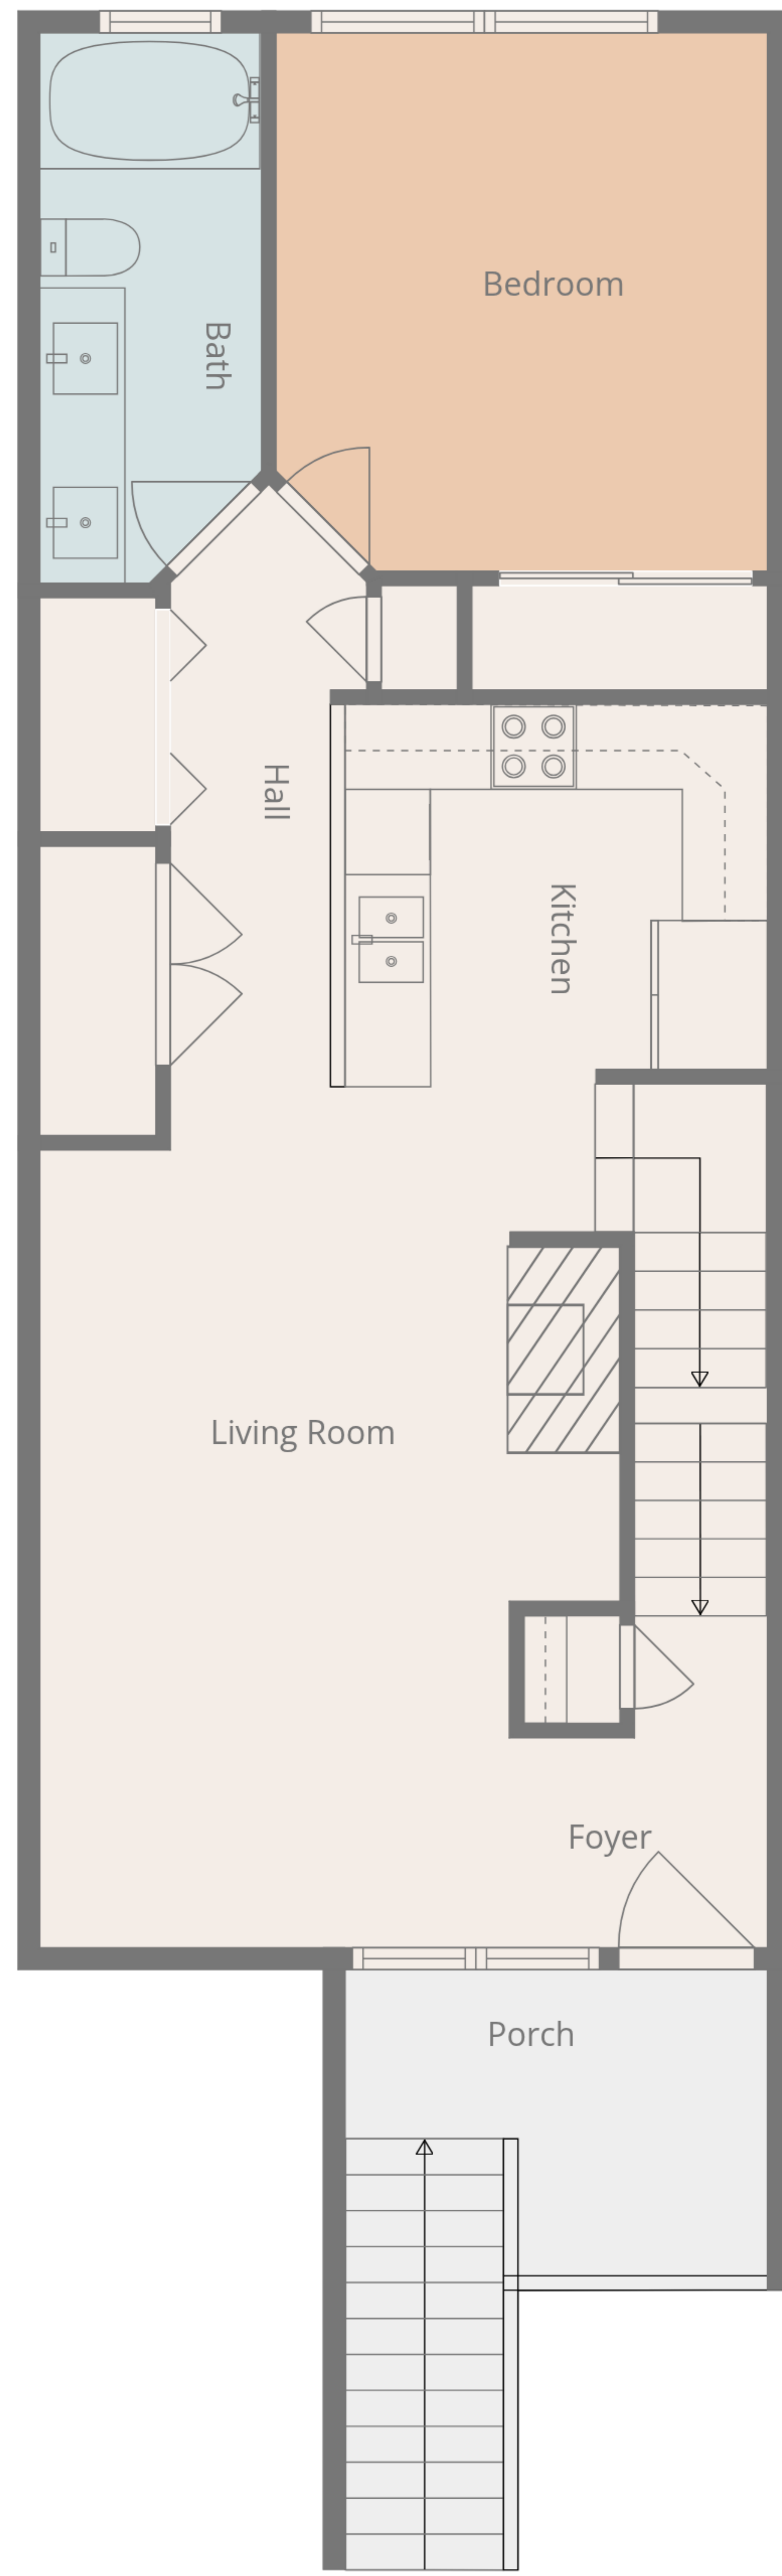 Bedroom
Bath
Hall
Kitchen
Living Room
Foyer
Porch